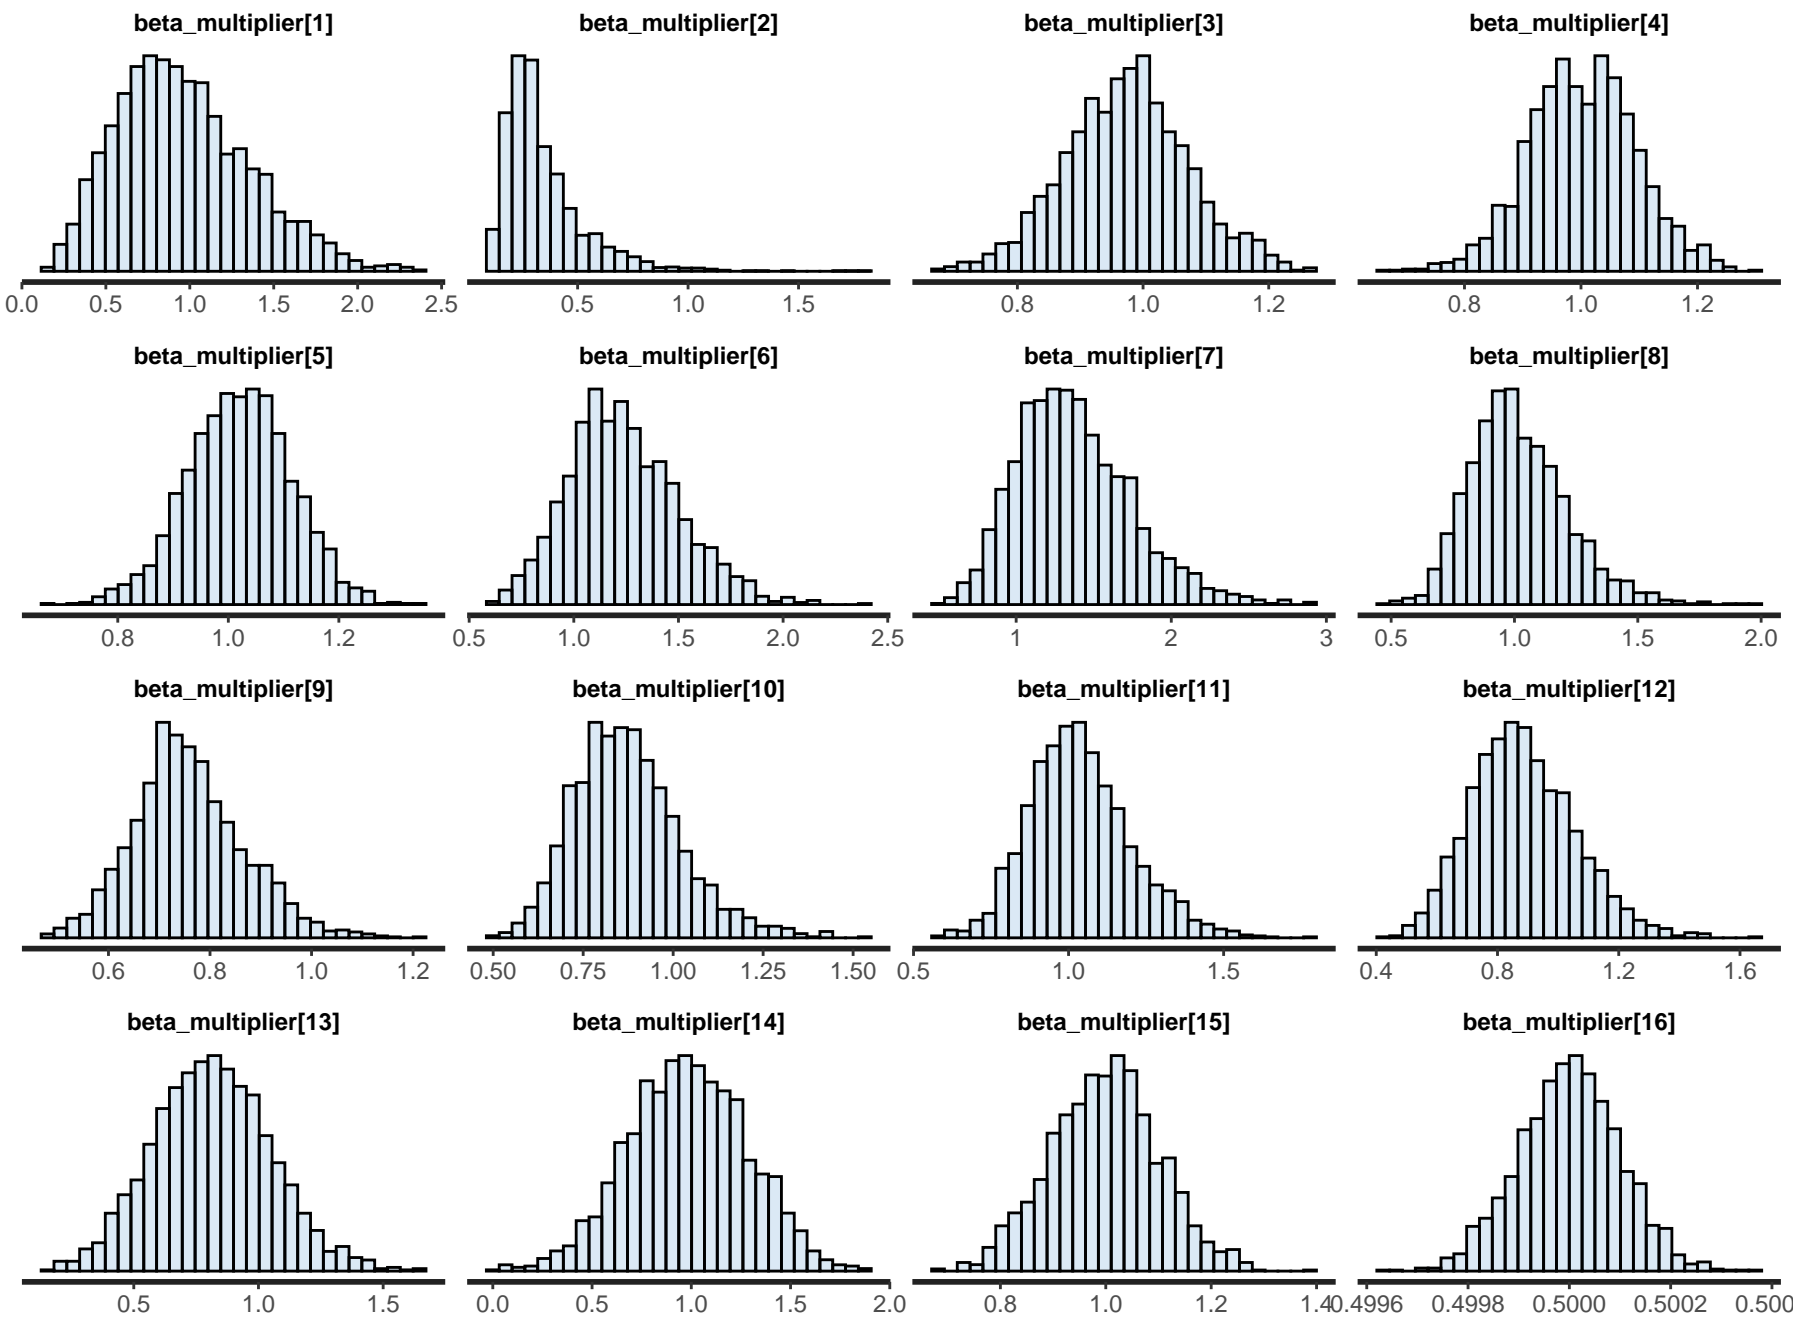 beta_multiplier[1] beta_multiplier[2] beta_multiplier[3] beta_multiplier[4]
0.0 0.5 1.0 1.5 2.0 2.5 0.5 1.0 1.5 0.8 1.0 1.2 0.8 1.0 1.2
beta_multiplier[5] beta_multiplier[6] beta_multiplier[7] beta_multiplier[8]
0.8 1.0 1.2 0.5 1.0 1.5 2.0 2.5 1 2 3 0.5 1.0 1.5 2.0
beta_multiplier[9] beta_multiplier[10] beta_multiplier[11] beta_multiplier[12]
0.6 0.8 1.0 1.2 0.50 0.75 1.00 1.25 1.50 0.5 1.0 1.5 0.4 0.8 1.2 1.6
beta_multiplier[13] beta_multiplier[14] beta_multiplier[15] beta_multiplier[16]
0.5 1.0 1.5 0.0 0.5 1.0 1.5 2.0 0.8 1.0 1.2 1.4 0.4996 0.4998 0.5000 0.5002 0.500